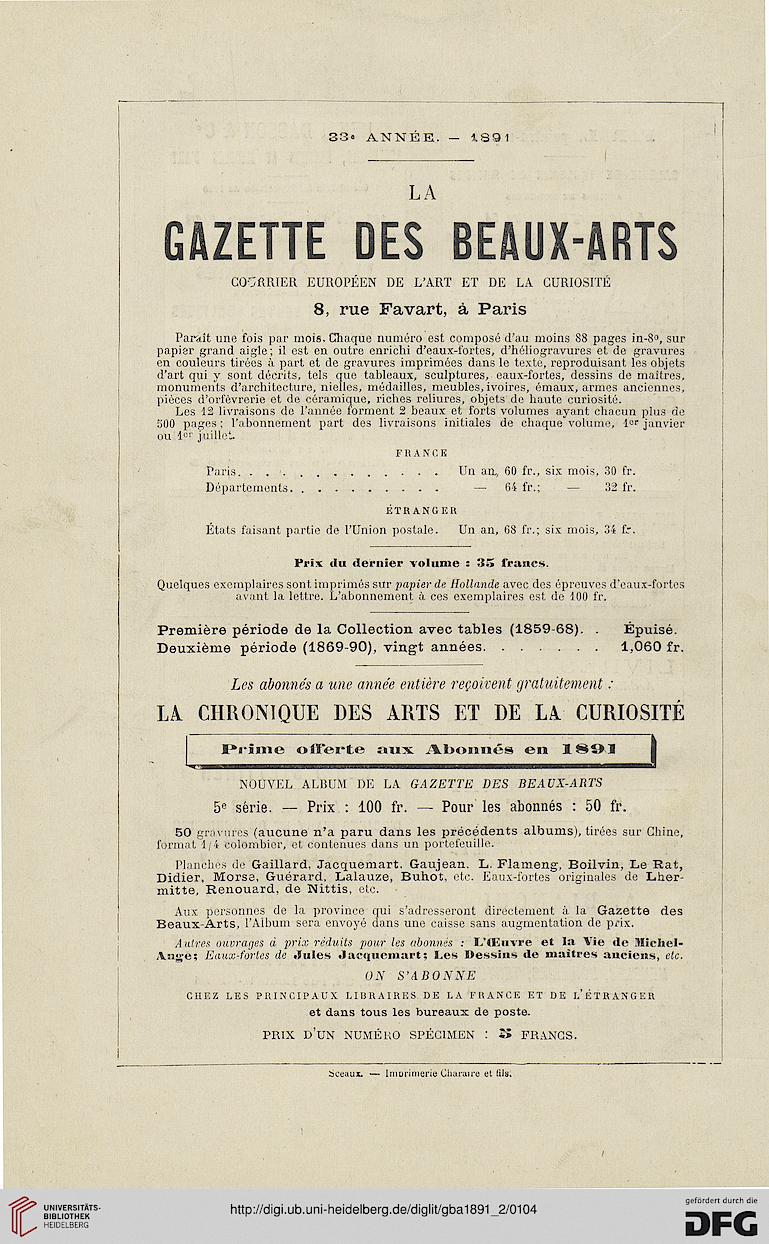 33e ANNÉE. — 1891
LA
GAZETTE DES BEAUX-ARTS
COURRIER EUROPÉEN DE L'ART ET DE LA CURIOSITÉ
8, rue Favart, à Paris
Paraît une fois par mois. Chaque numéro est composé d'au moins 88 pages in-8º, sur
papier grand aigle; il est en outre enrichi d'eaux-fortes, d'héliogravures et de gravures
en couleurs tirées à part et de gravures imprimées dans le texte, reproduisant les objets
d'art qui y sont décrits, tels que tableaux, sculptures, eaux-fortes, dessins de maîtres,
monuments d'architecture, nielles, médailles, meubles, ivoires, émaux, armes anciennes,
pièces d'orfèvrerie et de céramique, riches reliures, objets de haute curiosité.
Les 12 livraisons de l'année forment 2 beaux et forts volumes ayant chacun plus de
500 pages; l'abonnement part des livraisons initiales de chaque volume, 1er janvier
ou 1er juillet.
FRANCE
Paris. . . . . . . . . . . . . Un an, 60 fr., six mois, 30 fr.
Départements. . . . . . . . . . — 64 fr.; — 32 fr.
ÉTRANGER
États faisant partie de l'Union postale. Un an, 68 fr.; six mois, 34 fr.
Prix du dernier volume : 35 francs.
Quelques exemplaires sont imprimés sur papier de Hollande avec des épreuves d'eaux-fortes
avant la lettre. L'abonnement à ces exemplaires est de 100 fr.
Première période de la Collection avec tables (1859-68). . Épuisé.
Deuxième période (1869-90), vingt années. . . . . . . 1,060 fr.
Les abonnés a une année entière reçoivent gratuitement :
LA CHRONIQUE DES ARTS ET DE LA CURIOSITÉ
Prime offerte aux Abonnés en 1891
NOUVEL ALBUM DE LA GAZETTE DES BEAUX-ARTS
5e série. — Prix : 100 fr. — Pour les abonnés : 50 fr.
50 gravures (aucune n'a paru dans les précédents albums), tirées sur Chine,
format 1/4 colombier, et contenues dans un portefeuille.
Planches de Gaillard, Jacquemart. Gaujean. L. Flameng, Boilvin, Le Rat,
Didier, Morse, Guérard, Lalauze, Buhot, etc. Eaux-fortes originales de Lher-
mitte, Renouard, de Nittis, etc.
Aux personnes de la province qui s'adresseront directement à la Gazette des
Beaux-Arts, l'Album sera envoyé dans une caisse sans augmentation de prix.
Autres ouvrages à prix réduits pour les abonnés : L'Œuvre et la Vie de Michel-
Ange; Eaux-fortes de Jules Jacquemart; Les Dessins de maîtres anciens, etc.
ON S'ABONNE
CHEZ LES PRINCIPAUX LIBRAIRES DE LA FRANCE ET DE L'ÉTRANGER
et dans tous les bureaux de poste.
PRIX D'UN NUMÉRO SPÉCIMEN : 5 FRANCS.
Sceaux. — Imprimerie Charaire et fils.
UNIVERSITÄTS-
BIBLIOTHEK
HEIDELBERG
http://digi.ub.uni-heidelberg.de/diglit/gba1891_2/0104
gefördert durch die
DFG